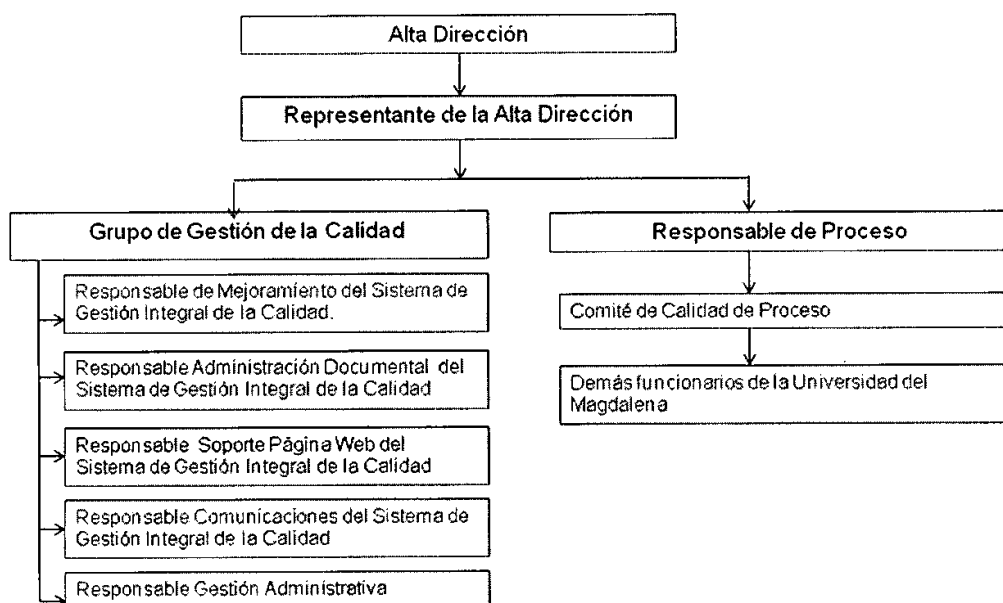 Alta Dirección
Representante de la Alta Dirección
Grupo de Gestión de la Calidad
Responsable de Mejoramiento del Sistema de
Gestión Integral de la Calidad.
Responsable Administración Documental del
Sistema de Gestión Integral de la Calidad
Responsable Soporte Página Web del
Sistema de Gestión Integral de la Calidad
Responsable Comunicaciones del Sistema de
Gestión Integral de la Calidad
Responsable Gestión Administrativa
Responsable de Proceso
Comité de Calidad de Proceso
Demás funcionarios de la Universidad del
Magdalena